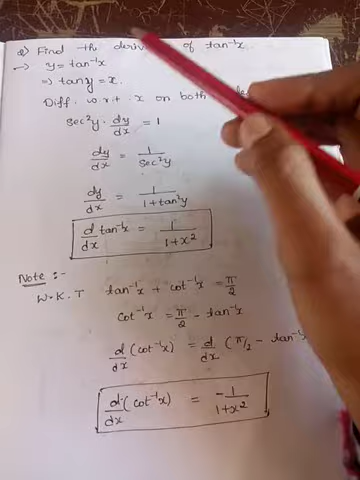 Q) Find the deriv of tan⁻¹x.
→ y = tan⁻¹x
⇒ tany = x.
Diff w.r.t. x on both
sec²y · dy/dx = 1
dy/dx = 1/sec²y
dy/dx = 1/1+tan²y
d/dx tan⁻¹x = 1/1+x²
Note :-
W.K.T tan⁻¹x + cot⁻¹x = π/2
cot⁻¹x = π/2 - tan⁻¹x
d/dx (cot⁻¹x) = d/dx (π/2 - tan⁻¹
d/dx (cot⁻¹x) = -1/1+x²